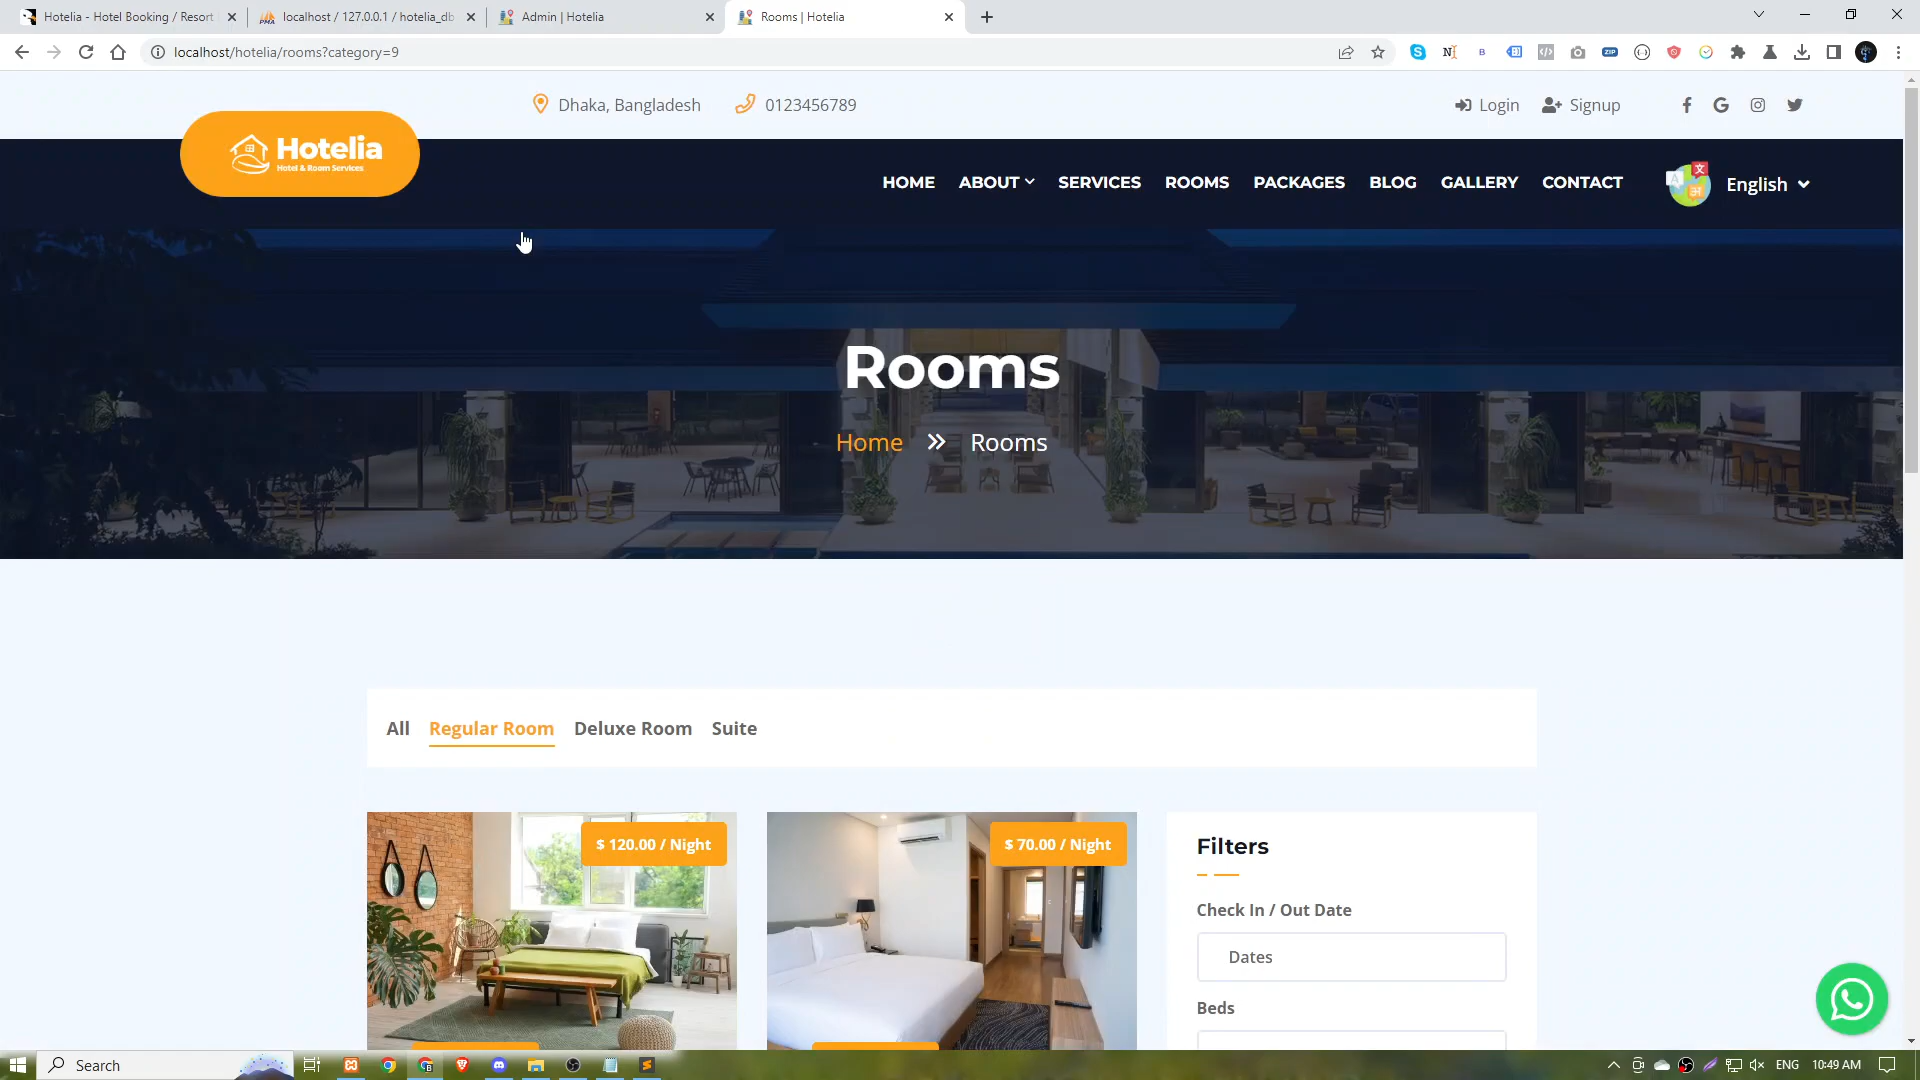 Hotelia - Hotel Booking / Resort
localhost / 127.0.0.1 / hotelia_db
Admin | Hotelia
Rooms | Hotelia
localhost/hotelia/rooms?category=9
Dhaka, Bangladesh
0123456789
Login
Signup
Hotelia
Hotel & Room Services
HOME
ABOUT
SERVICES
ROOMS
PACKAGES
BLOG
GALLERY
CONTACT
English
Rooms
Home » Rooms
All
Regular Room
Deluxe Room
Suite
$ 120.00 / Night
$ 70.00 / Night
Filters
Check In / Out Date
Dates
Beds
Search
ENG
10:49 AM